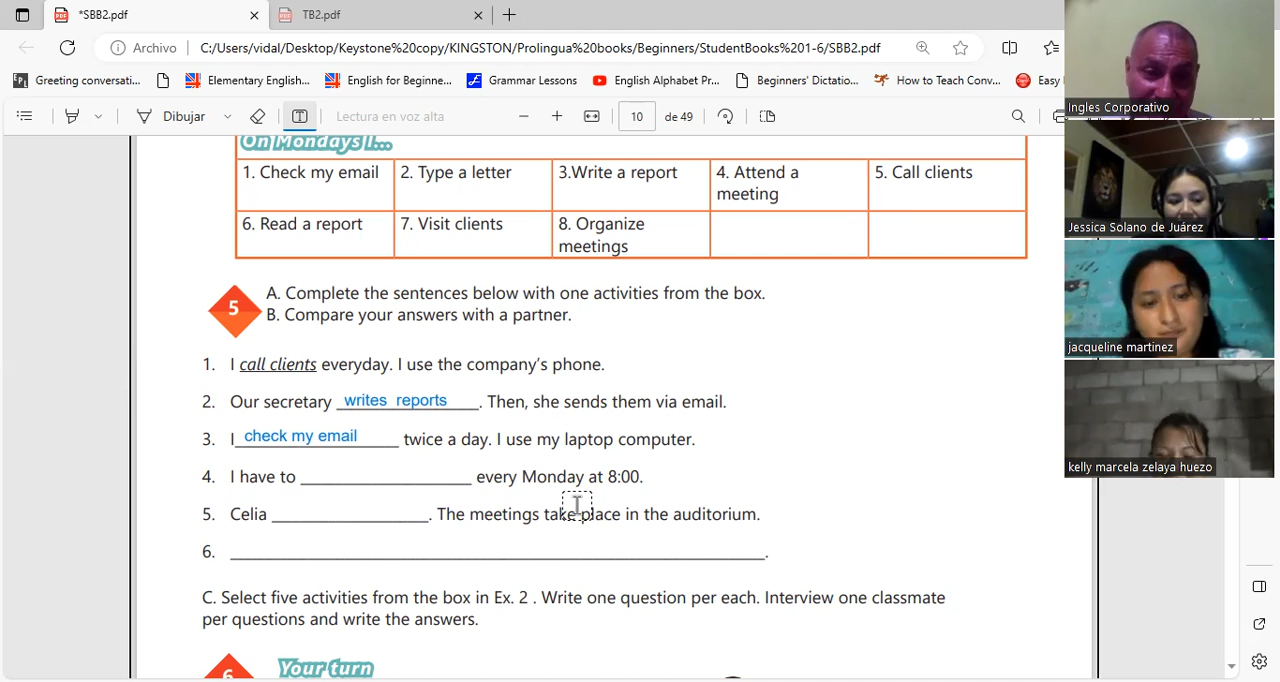 *SBB2.pdf
TB2.pdf
Archivo C:/Users/vidal/Desktop/Keystone%20copy/KINGSTON/Prolingua%20books/Beginners/StudentBooks%201-6/SBB2.pdf
Greeting conversati... Elementary English... English for Beginne... Grammar Lessons English Alphabet Pr... Beginners' Dictatio... How to Teach Conv... Easy
Dibujar Lectura en voz alta 10 de 49
On Mondays I...
1. Check my email 2. Type a letter 3.Write a report 4. Attend a meeting 5. Call clients
6. Read a report 7. Visit clients 8. Organize meetings
5
A. Complete the sentences below with one activities from the box.
B. Compare your answers with a partner.
1. I call clients everyday. I use the company's phone.
2. Our secretary writes reports. Then, she sends them via email.
3. I check my email twice a day. I use my laptop computer.
4. I have to ____________________ every Monday at 8:00.
5. Celia __________________. The meetings take place in the auditorium.
6. ______________________________________________________________.
C. Select five activities from the box in Ex. 2 . Write one question per each. Interview one classmate
per questions and write the answers.
6 Your turn
Ingles Corporativo
Jessica Solano de Juárez
jacqueline martinez
kelly marcela zelaya huezo